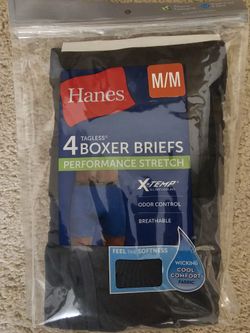 Hanes
M/M
TAGLESS®
4 BOXER BRIEFS
PERFORMANCE STRETCH
X-TEMP
ODOR CONTROL
BREATHABLE
FEEL THE SOFTNESS
WICKING
COOL
COMFORT
FABRIC